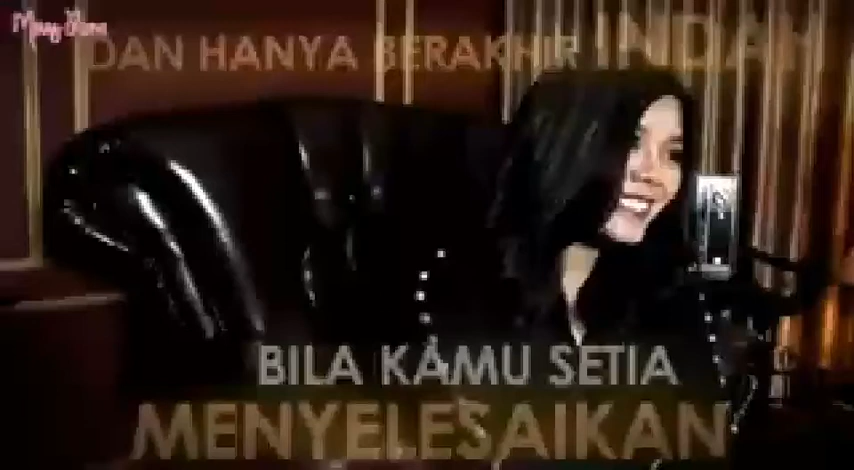 DAN HANYA BERAKHIR INDAH
BILA KAMU SETIA
MENYELESAIKAN